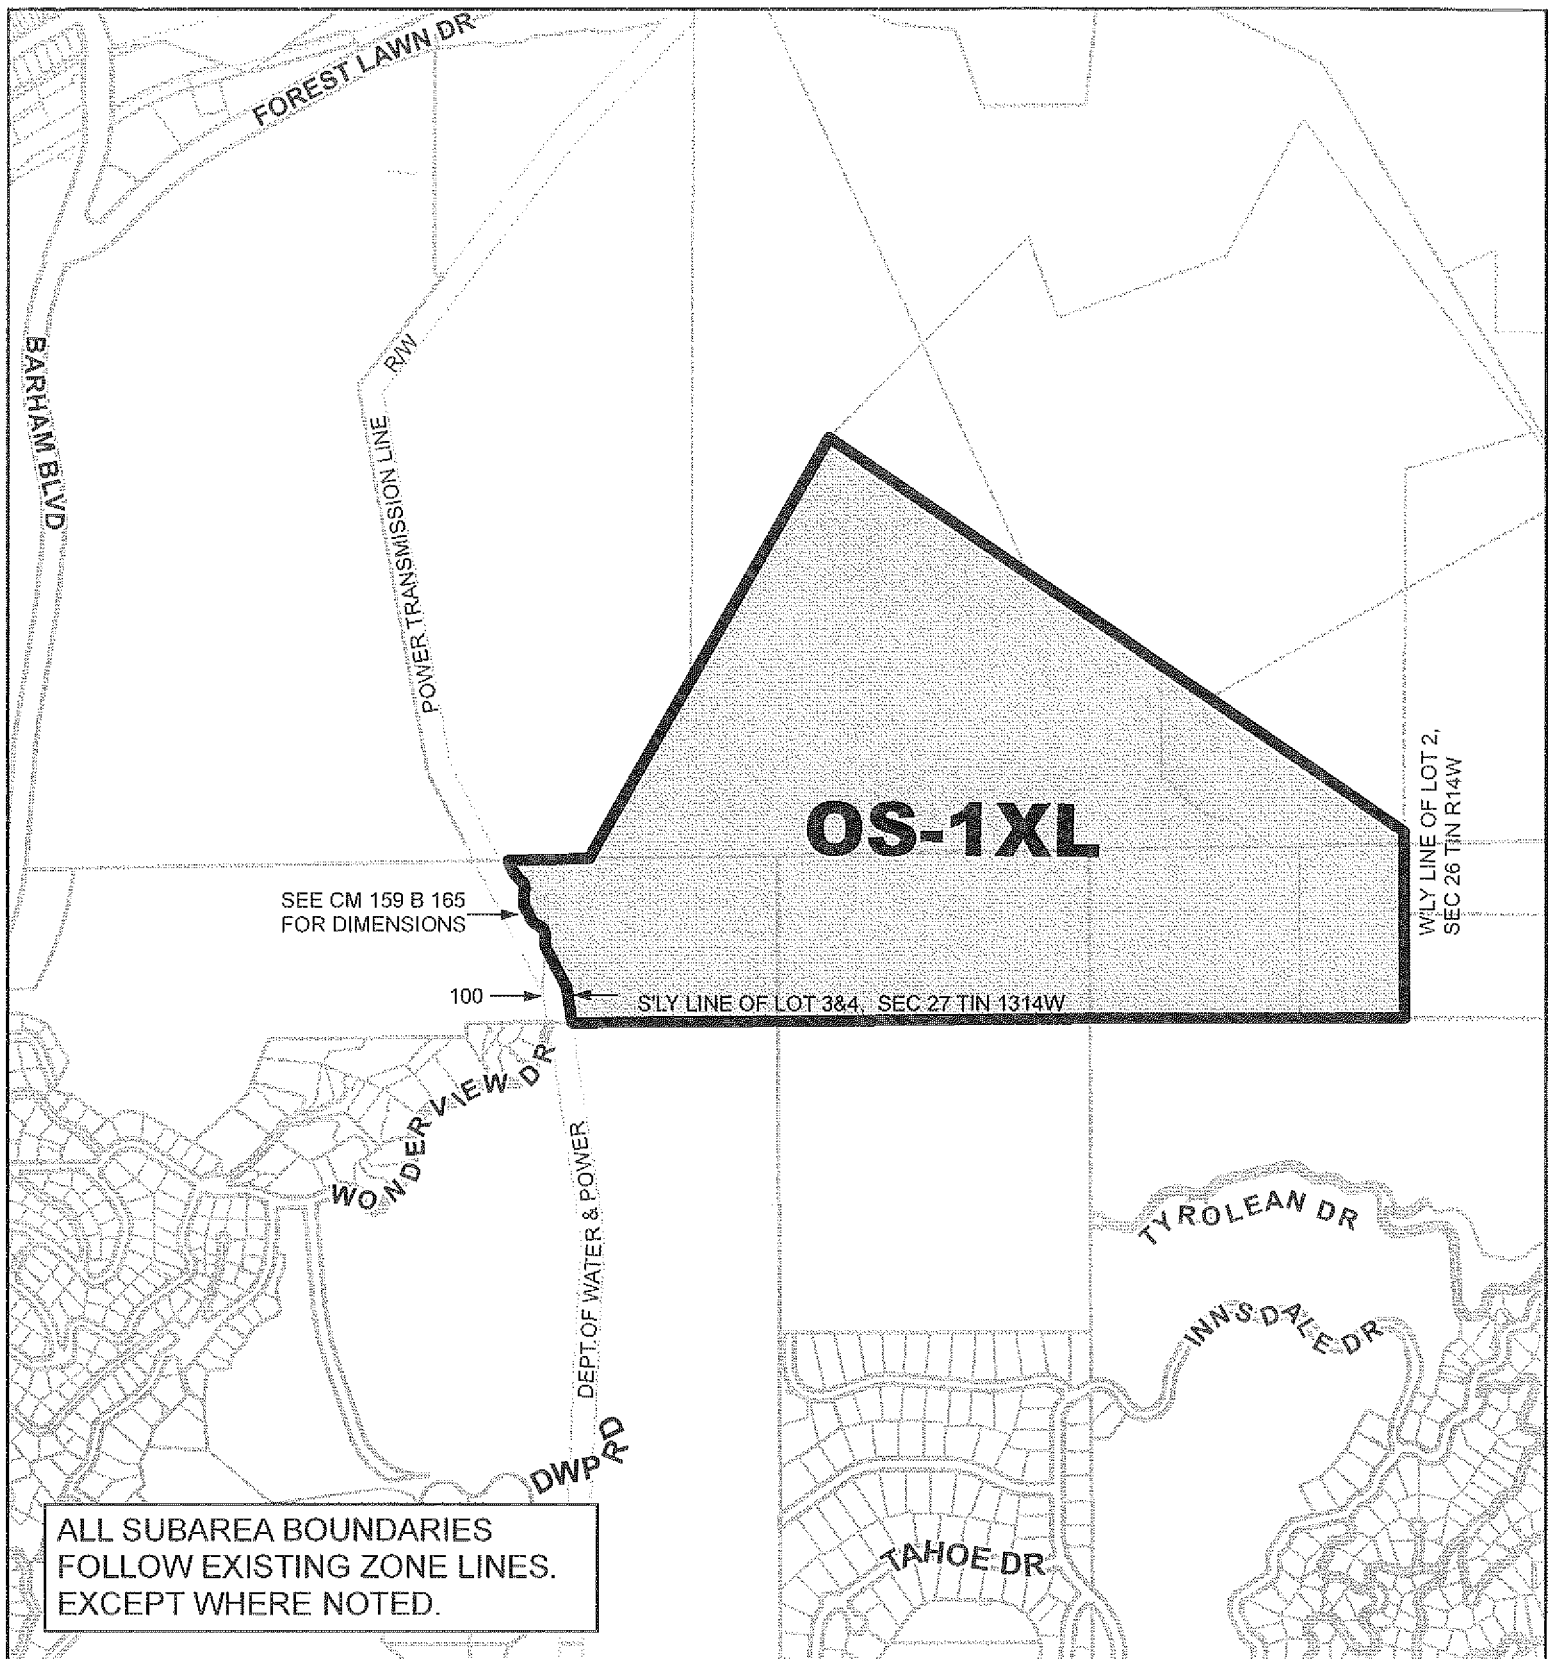 FOREST LAWN DR
BARHAM BLVD
R/W
POWER TRANSMISSION LINE
OS-1XL
W'LY LINE OF LOT 2,
SEC 26 T1N R14W
SEE CM 159 B 165
FOR DIMENSIONS
100
S'LY LINE OF LOT 3&4, SEC 27 TIN 1314W
WONDER VIEW DR
DEPT OF WATER & POWER
TYROLEAN DR
INNSDALE DR
DWP RD
TAHOE DR
ALL SUBAREA BOUNDARIES
FOLLOW EXISTING ZONE LINES.
EXCEPT WHERE NOTED.